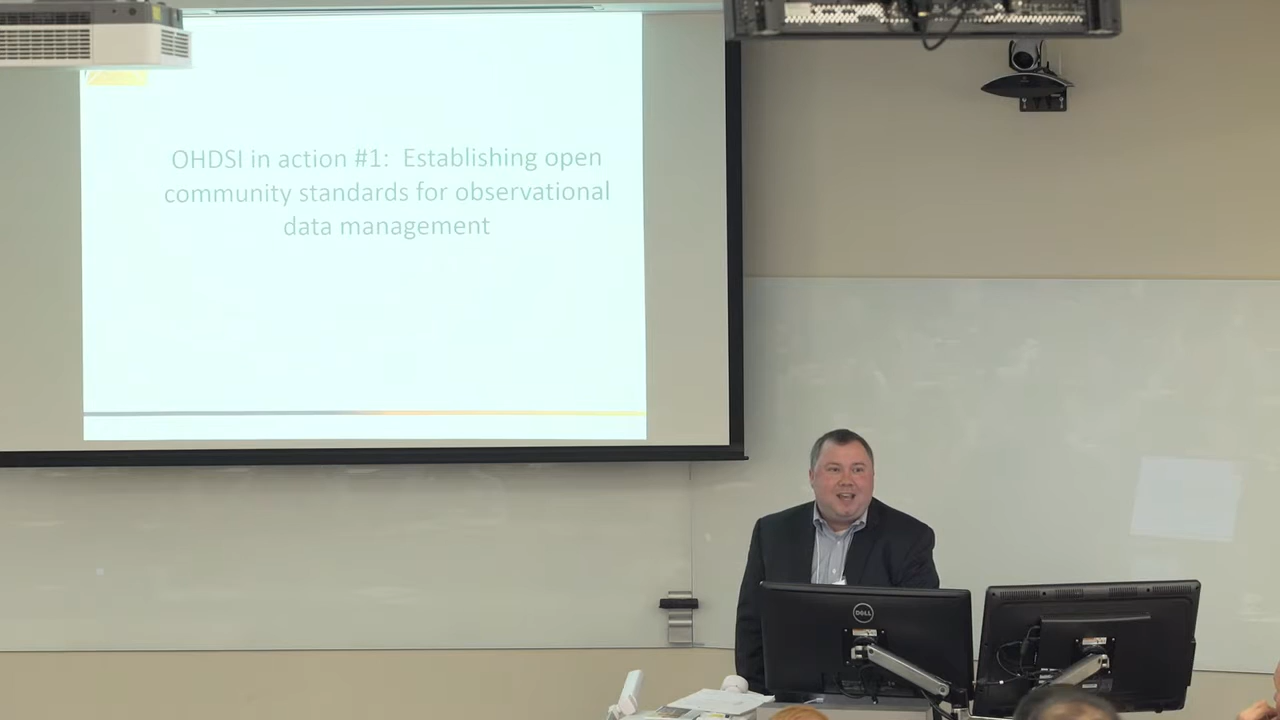 OHDSI in action #1:  Establishing open
community standards for observational
data management
DELL